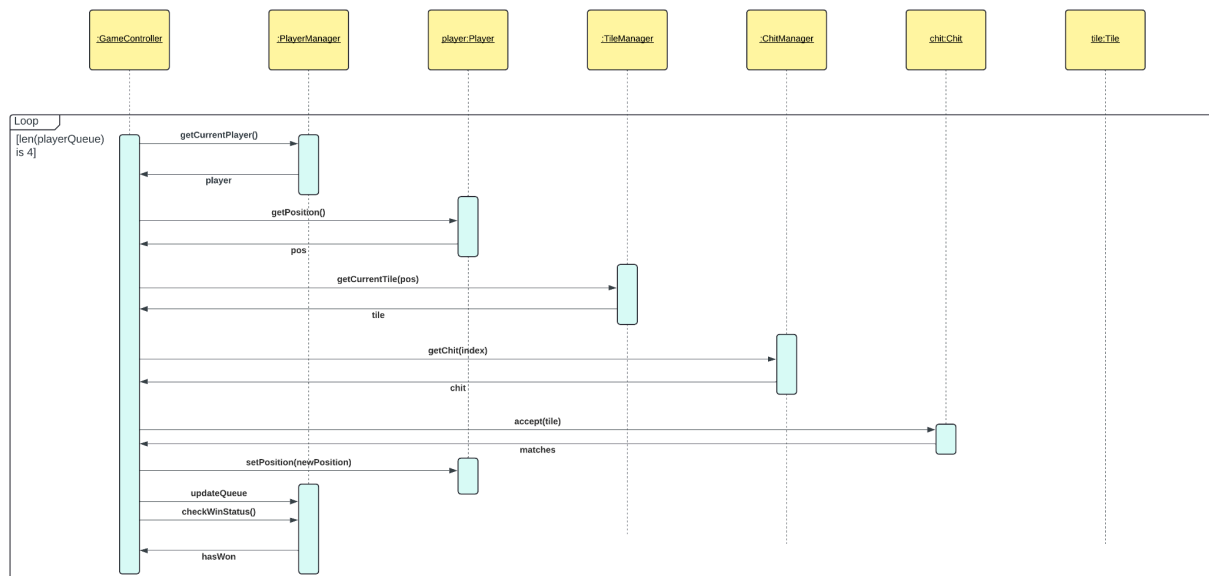 :GameController
:PlayerManager
player:Player
:TileManager
:ChitManager
chit:Chit
tile:Tile
Loop
[len(playerQueue)
is 4]
getCurrentPlayer()
player
getPosition()
pos
getCurrentTile(pos)
tile
getChit(index)
chit
accept(tile)
matches
setPosition(newPosition)
updateQueue
checkWinStatus()
hasWon